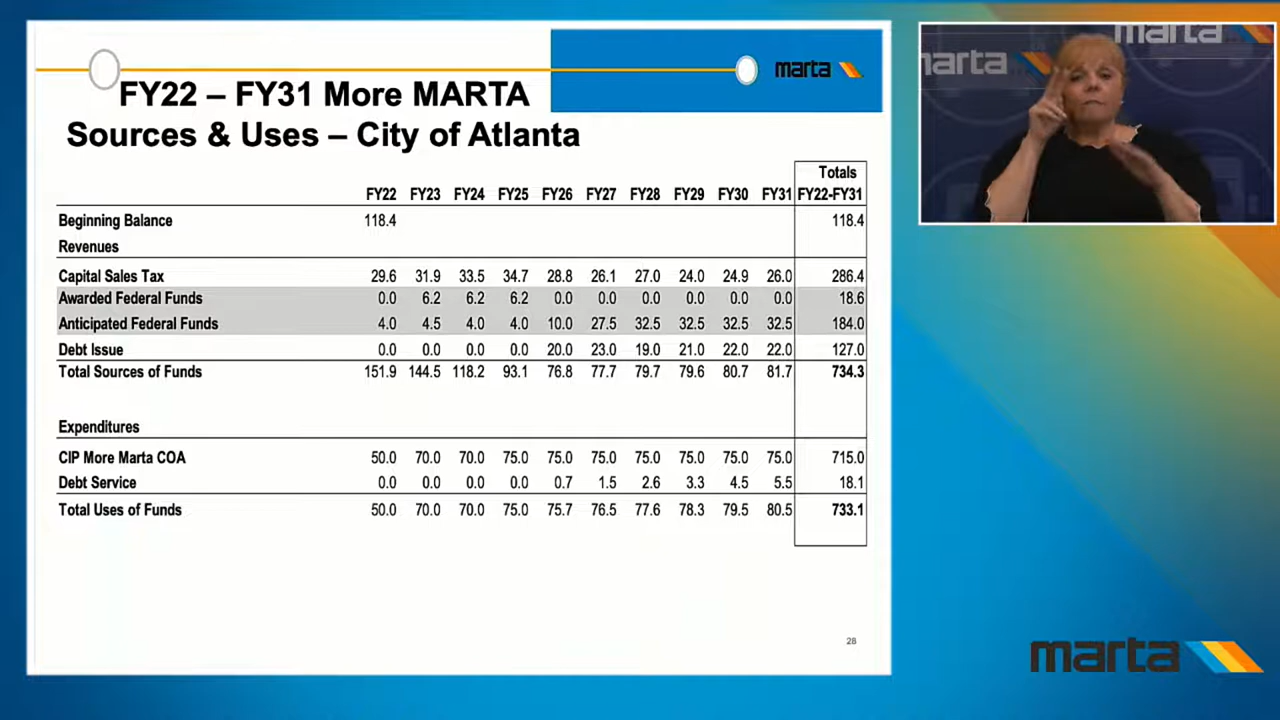 FY22 – FY31 More MARTA
Sources & Uses – City of Atlanta
marta
Totals
FY22 FY23 FY24 FY25 FY26 FY27 FY28 FY29 FY30 FY31 FY22-FY31
Beginning Balance 118.4 118.4
Revenues
Capital Sales Tax 29.6 31.9 33.5 34.7 28.8 26.1 27.0 24.0 24.9 26.0 286.4
Awarded Federal Funds 0.0 6.2 6.2 6.2 0.0 0.0 0.0 0.0 0.0 0.0 18.6
Anticipated Federal Funds 4.0 4.5 4.0 4.0 10.0 27.5 32.5 32.5 32.5 32.5 184.0
Debt Issue 0.0 0.0 0.0 0.0 20.0 23.0 19.0 21.0 22.0 22.0 127.0
Total Sources of Funds 151.9 144.5 118.2 93.1 76.8 77.7 79.7 79.6 80.7 81.7 734.3
Expenditures
CIP More Marta COA 50.0 70.0 70.0 75.0 75.0 75.0 75.0 75.0 75.0 75.0 715.0
Debt Service 0.0 0.0 0.0 0.0 0.7 1.5 2.6 3.3 4.5 5.5 18.1
Total Uses of Funds 50.0 70.0 70.0 75.0 75.7 76.5 77.6 78.3 79.5 80.5 733.1
28
marta
marta
marta